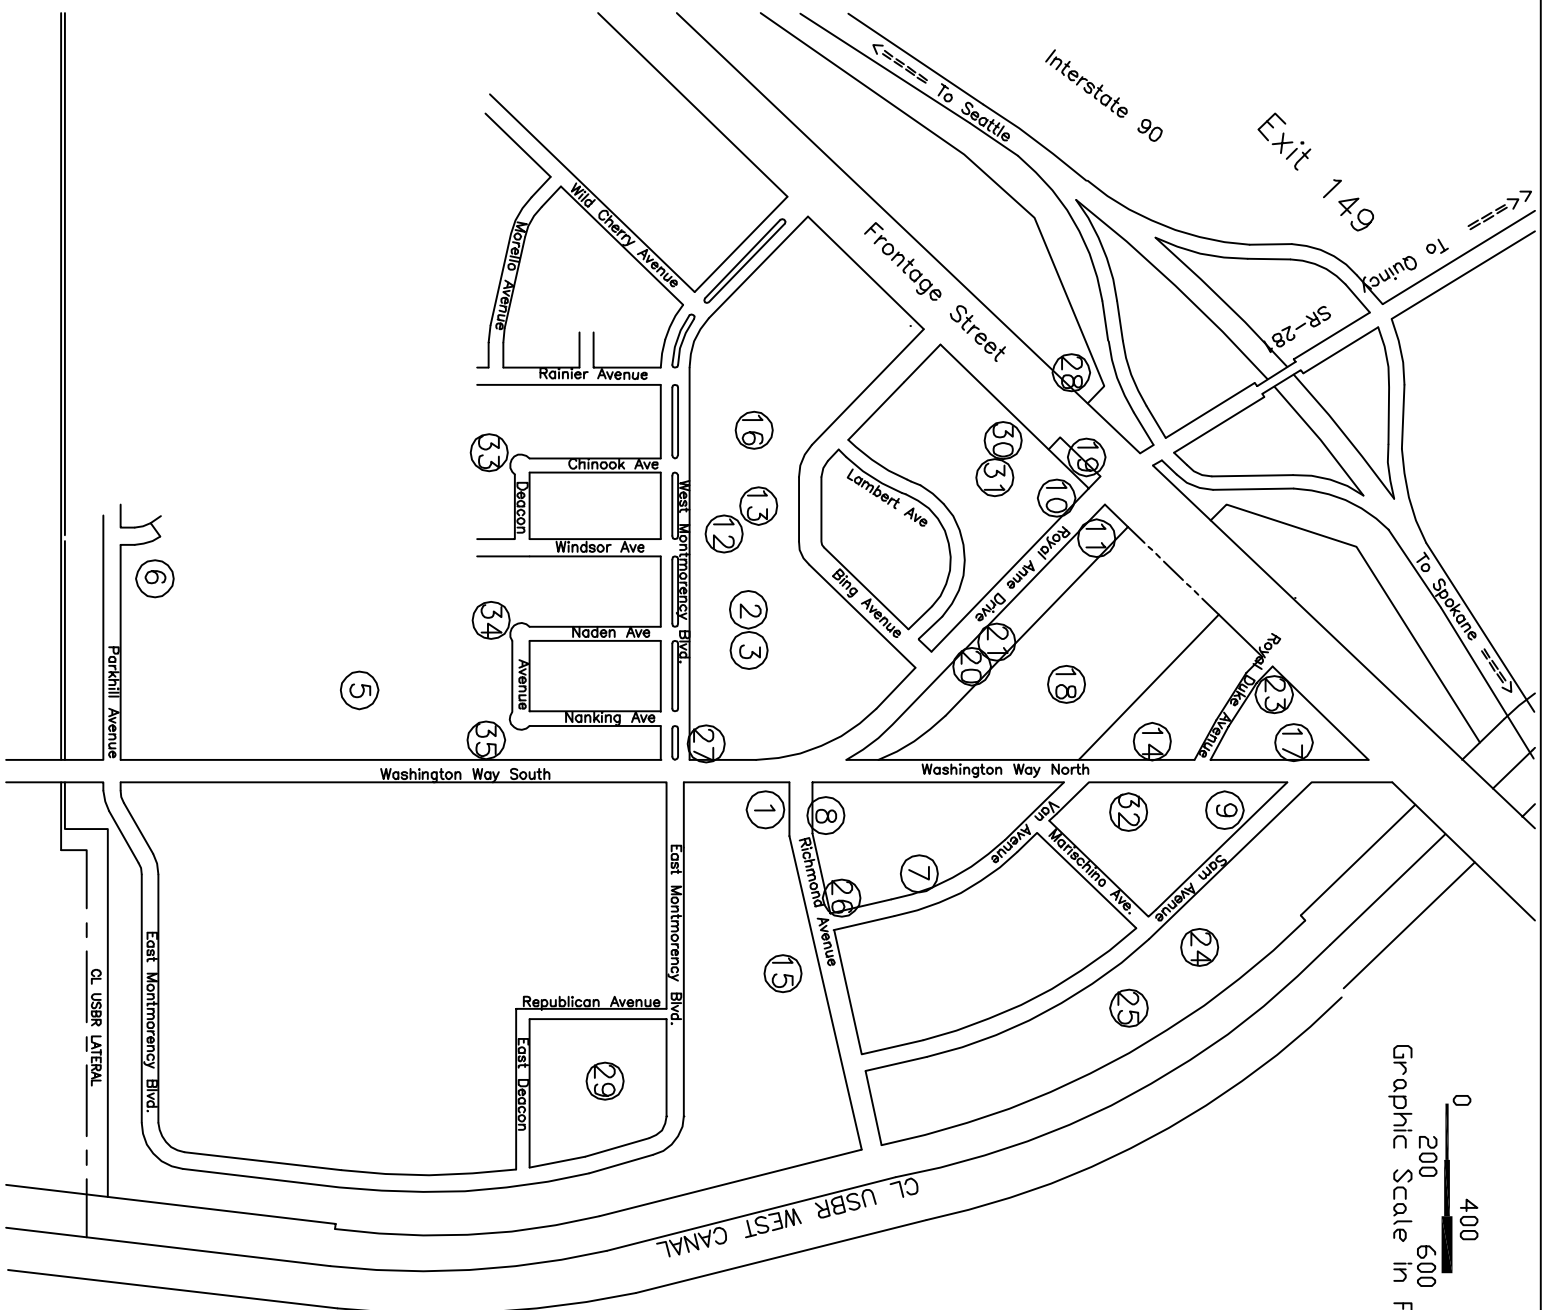 Interstate 90
Exit 149
<==== To Seattle
To Quincy ====>
SR-28
To Spokane ====>
Frontage Street
Wild Cherry Avenue
Morello Avenue
Rainier Avenue
Chinook Ave
Deacon
Windsor Ave
Naden Ave
Avenue
Nanking Ave
West Montmorency Blvd.
Lambert Ave
Bing Avenue
Royal Anne Drive
Royal Duke Avenue
Parkhill Avenue
Washington Way South
Washington Way North
Van Avenue
Marischino Ave.
Sam Avenue
Richmond Avenue
East Montmorency Blvd.
Republican Avenue
East Deacon
East Montmorency Blvd.
CL USBR LATERAL
CL USBR WEST CANAL
28
19
30
31
10
11
16
13
12
2
3
33
34
35
6
5
21
20
18
23
17
14
27
1
8
32
9
7
26
24
25
15
29
0
200
400
600
Graphic Scale in F